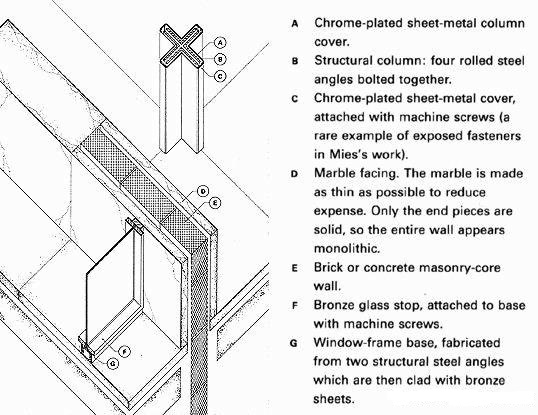 A
B
C
D
E
F
G
A Chrome-plated sheet-metal column
cover.
B Structural column: four rolled steel
angles bolted together.
C Chrome-plated sheet-metal cover,
attached with machine screws (a
rare example of exposed fasteners
in Mies's work).
D Marble facing. The marble is made
as thin as possible to reduce
expense. Only the end pieces are
solid, so the entire wall appears
monolithic.
E Brick or concrete masonry-core
wall.
F Bronze glass stop, attached to base
with machine screws.
G Window-frame base, fabricated
from two structural steel angles
which are then clad with bronze
sheets.